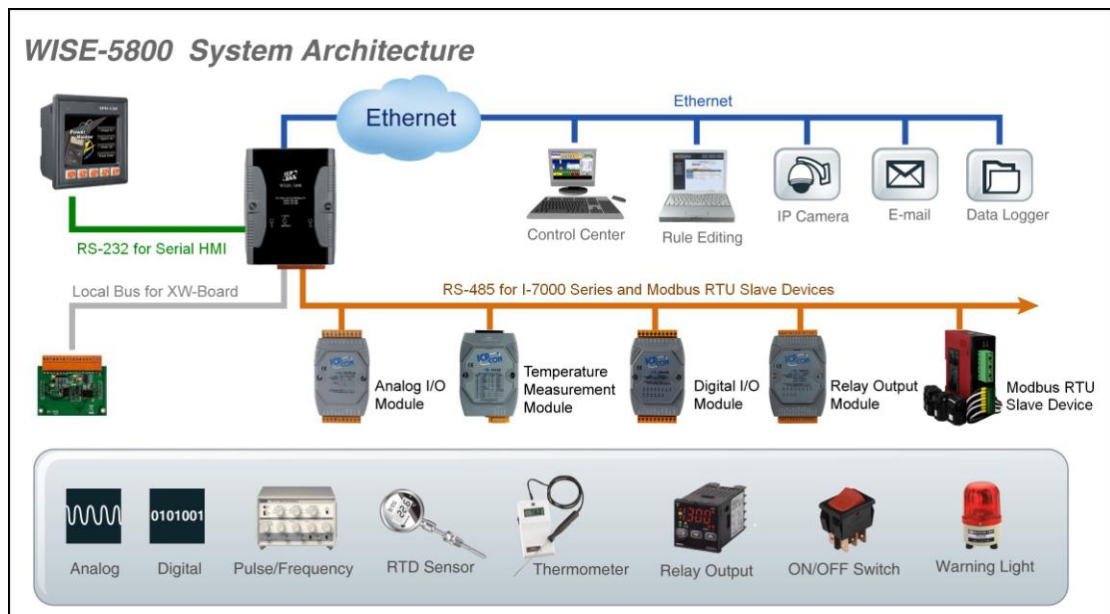 WISE-5800 System Architecture
Ethernet
Ethernet
Control Center
Rule Editing
IP Camera
E-mail
Data Logger
RS-232 for Serial HMI
Local Bus for XW-Board
RS-485 for I-7000 Series and Modbus RTU Slave Devices
Analog I/O
Module
Temperature
Measurement
Module
Digital I/O
Module
Relay Output
Module
Modbus RTU
Slave Device
0101001
Analog
Digital
Pulse/Frequency
RTD Sensor
Thermometer
Relay Output
ON/OFF Switch
Warning Light